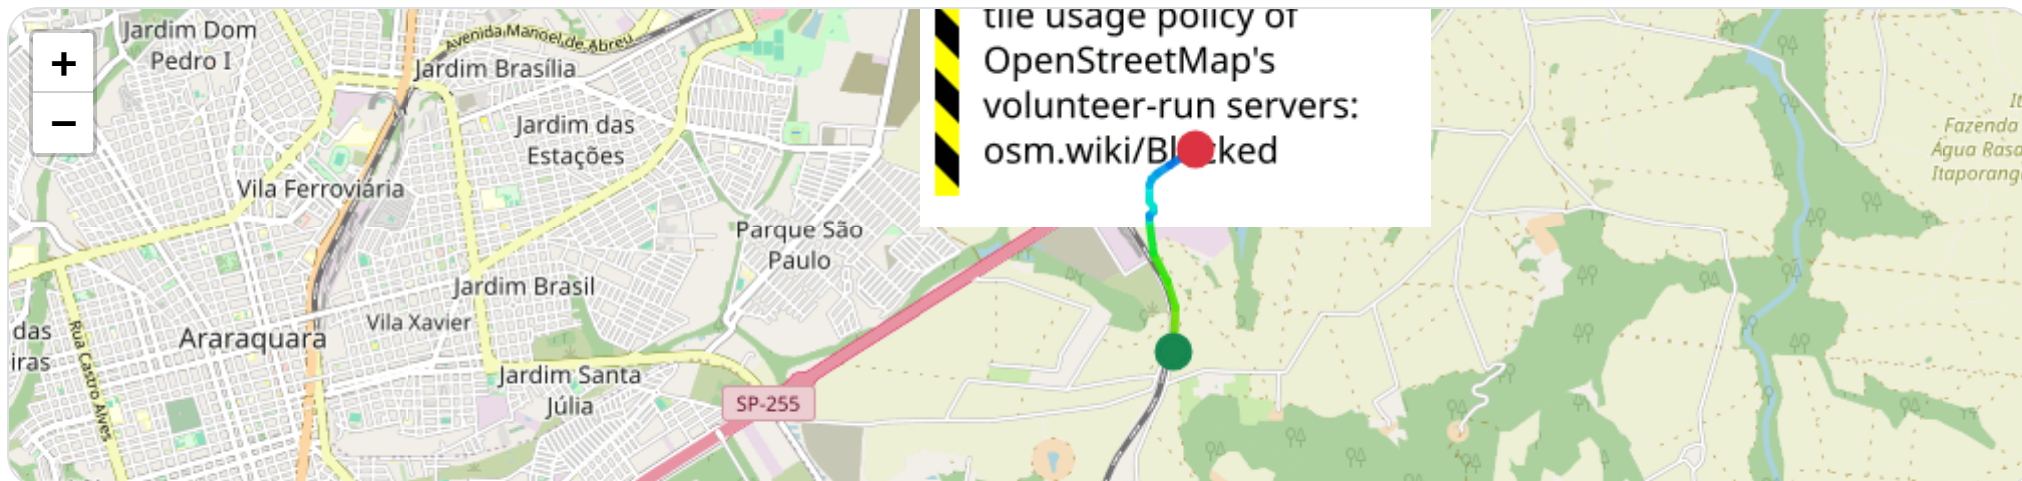 +
−
Jardim Dom
Pedro I
Avenida Manoel de Abreu
Jardim Brasília
Jardim das
Estações
Vila Ferroviária
Parque São
Paulo
Jardim Brasil
Vila Xavier
Araraquara
das
iras
Rua Castro Alves
Jardim Santa
Júlia
SP-255
tile usage policy of
OpenStreetMap's
volunteer-run servers:
Fazenda
Água Rasa